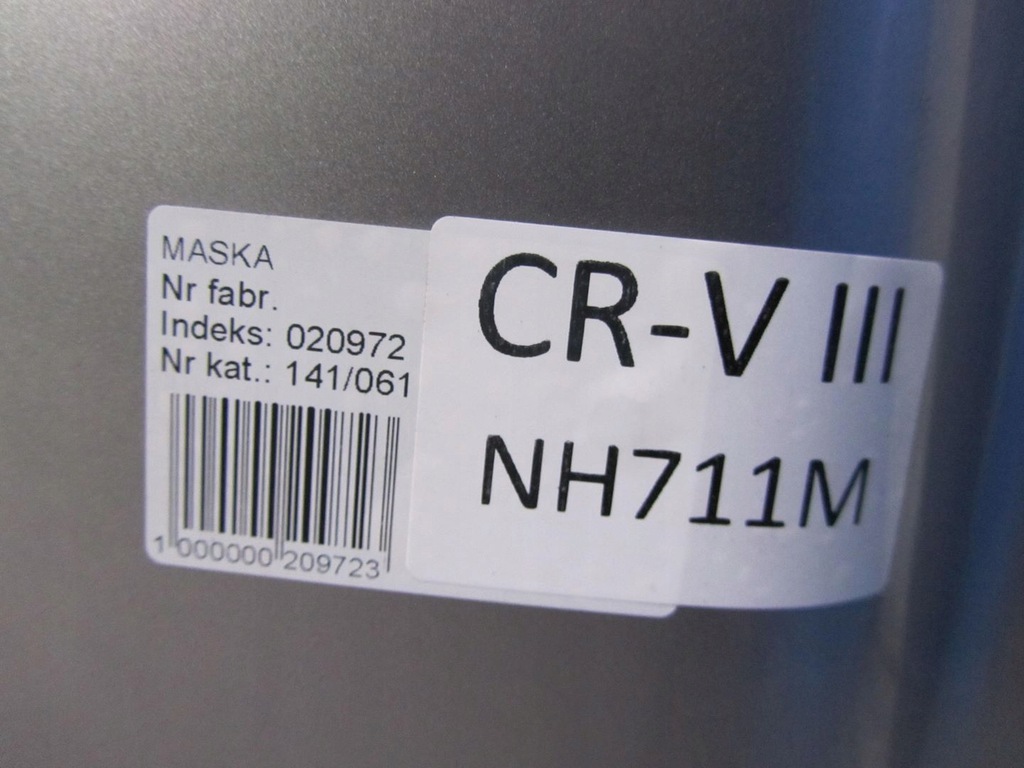 MASKA
Nr fabr.
Indeks: 020972
Nr kat.: 141/061
1 000000 209723
CR-V III
NH711M